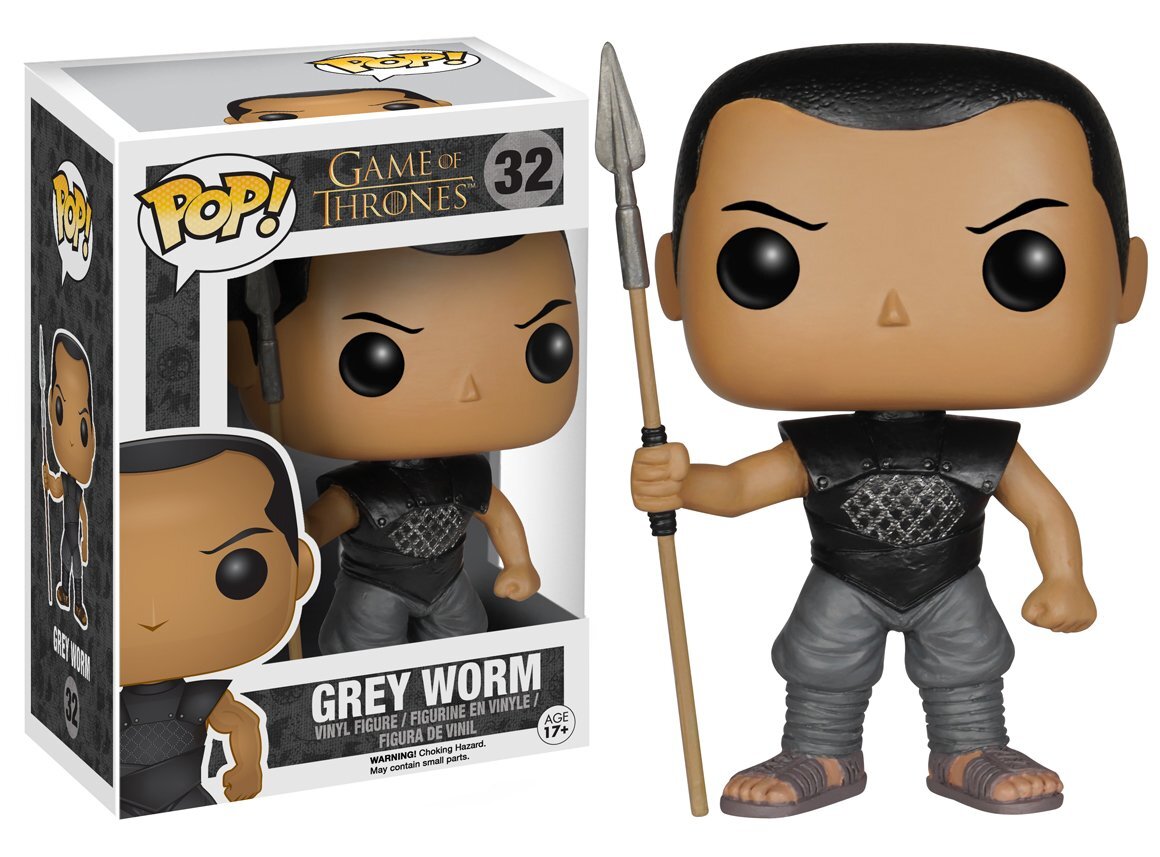 POP!
GAME OF
THRONES™
32
POP!
POP!
GREY WORM
32
GREY WORM
VINYL FIGURE / FIGURINE EN VINYLE /
FIGURA DE VINIL
AGE
17+
WARNING! Choking Hazard.
May contain small parts.